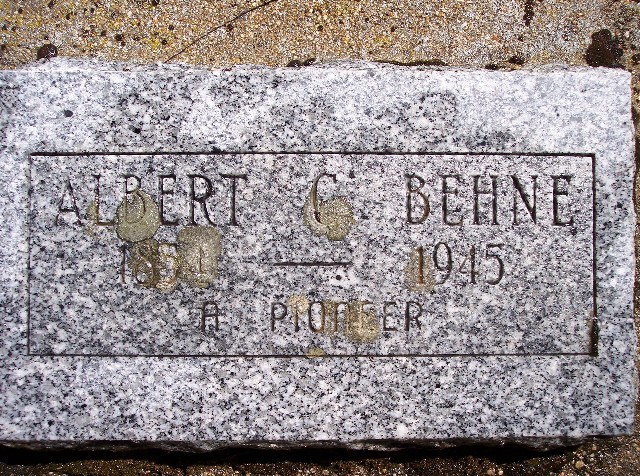 ALBERT C. BEHNE
— 1945
A PIONEER